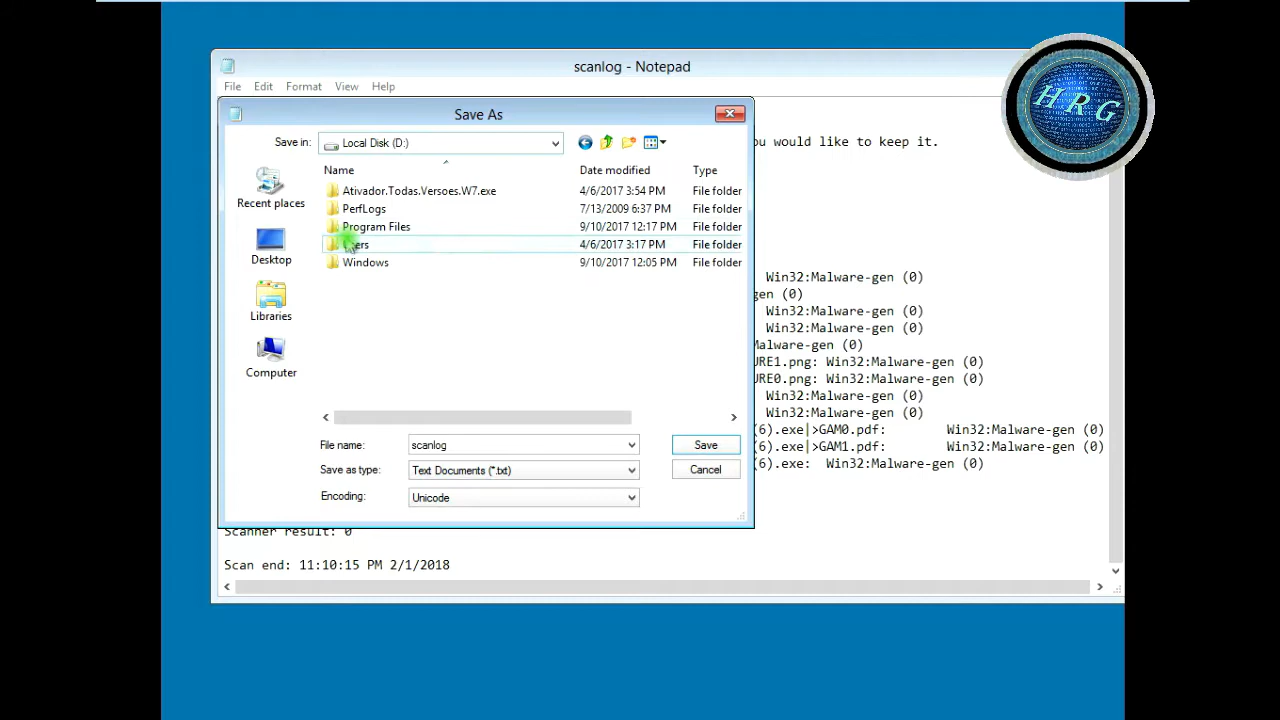 scanlog - Notepad
File Edit Format View Help
Save As
Save in: Local Disk (D:)
you would like to keep it.
HRG
Recent places
Desktop
Libraries
Computer
Name Date modified Type
Ativador.Todas.Versoes.W7.exe 4/6/2017 3:54 PM File folder
PerfLogs 7/13/2009 6:37 PM File folder
Program Files 9/10/2017 12:17 PM File folder
4/6/2017 3:17 PM File folder
Windows 9/10/2017 12:05 PM File folder
Win32:Malware-gen (0)
gen (0)
Win32:Malware-gen (0)
Win32:Malware-gen (0)
Malware-gen (0)
URE1.png: Win32:Malware-gen (0)
URE0.png: Win32:Malware-gen (0)
Win32:Malware-gen (0)
Win32:Malware-gen (0)
(6).exe|>GAM0.pdf: Win32:Malware-gen (0)
(6).exe|>GAM1.pdf: Win32:Malware-gen (0)
(6).exe: Win32:Malware-gen (0)
File name: scanlog Save
Save as type: Text Documents (*.txt) Cancel
Encoding: Unicode
Scanner result: 0
Scan end: 11:10:15 PM 2/1/2018